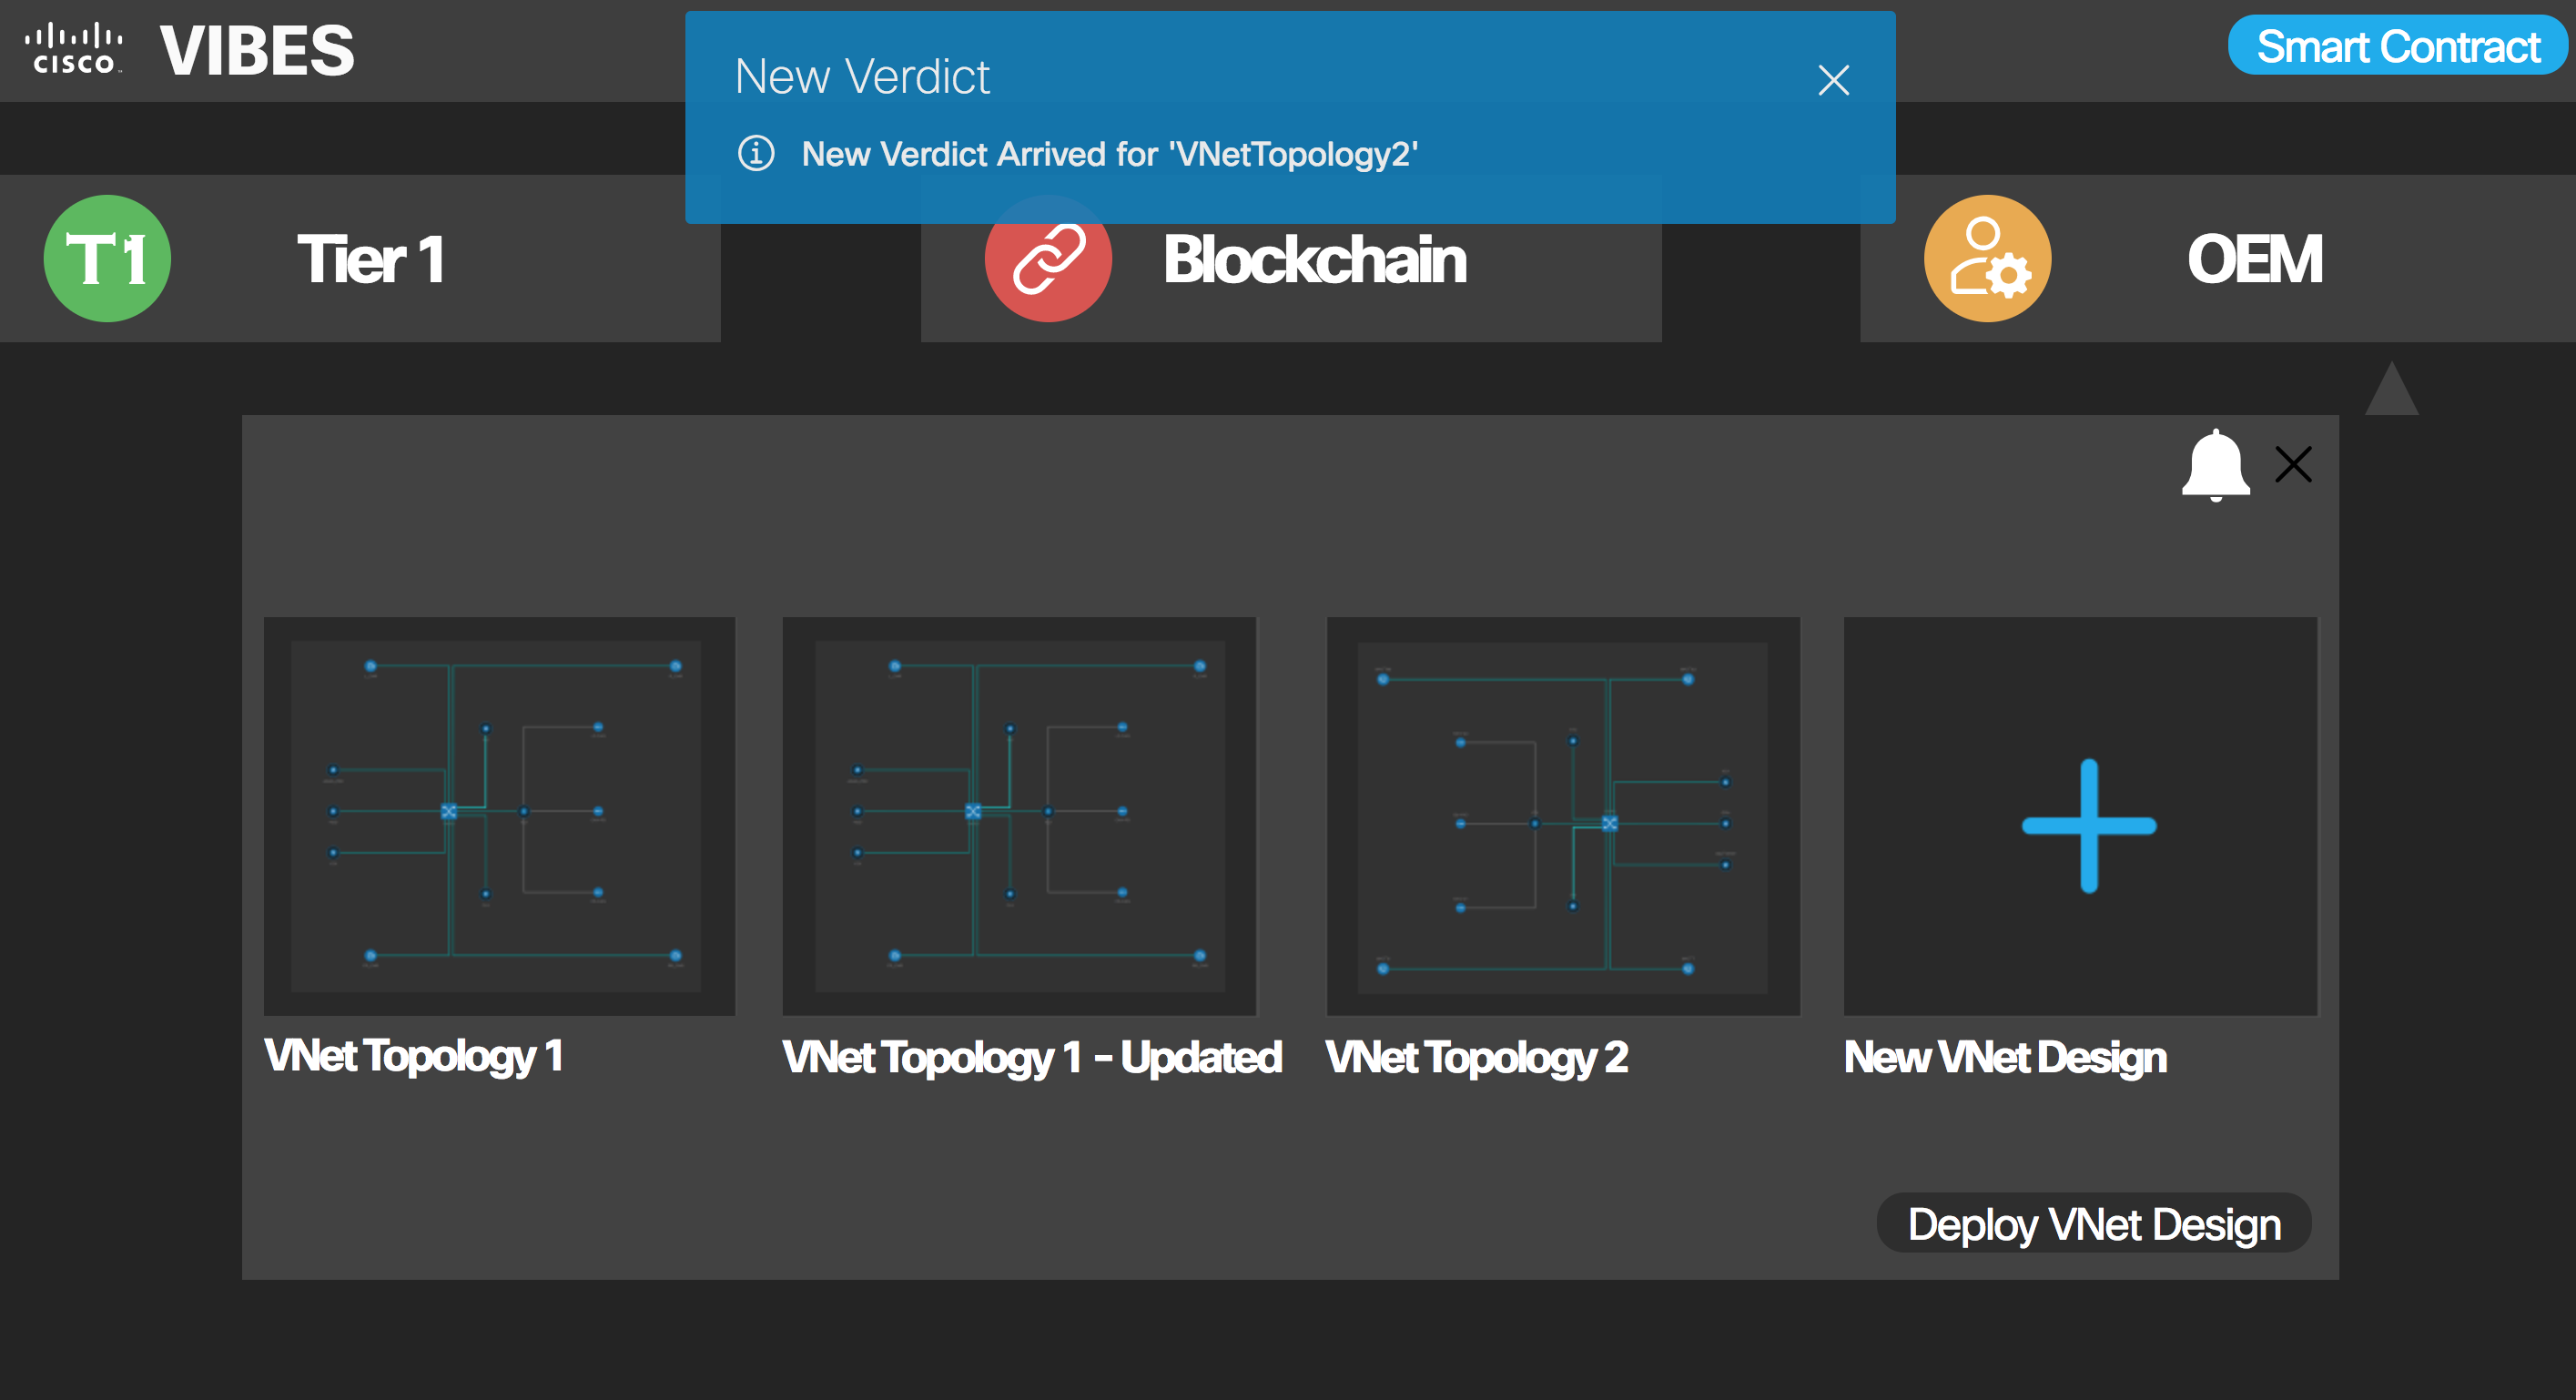 CISCO
VIBES
New Verdict
New Verdict Arrived for 'VNetTopology2'
Smart Contract
T1
Tier 1
Blockchain
OEM
VNet Topology 1
VNet Topology 1 - Updated
VNet Topology 2
New VNet Design
Deploy VNet Design